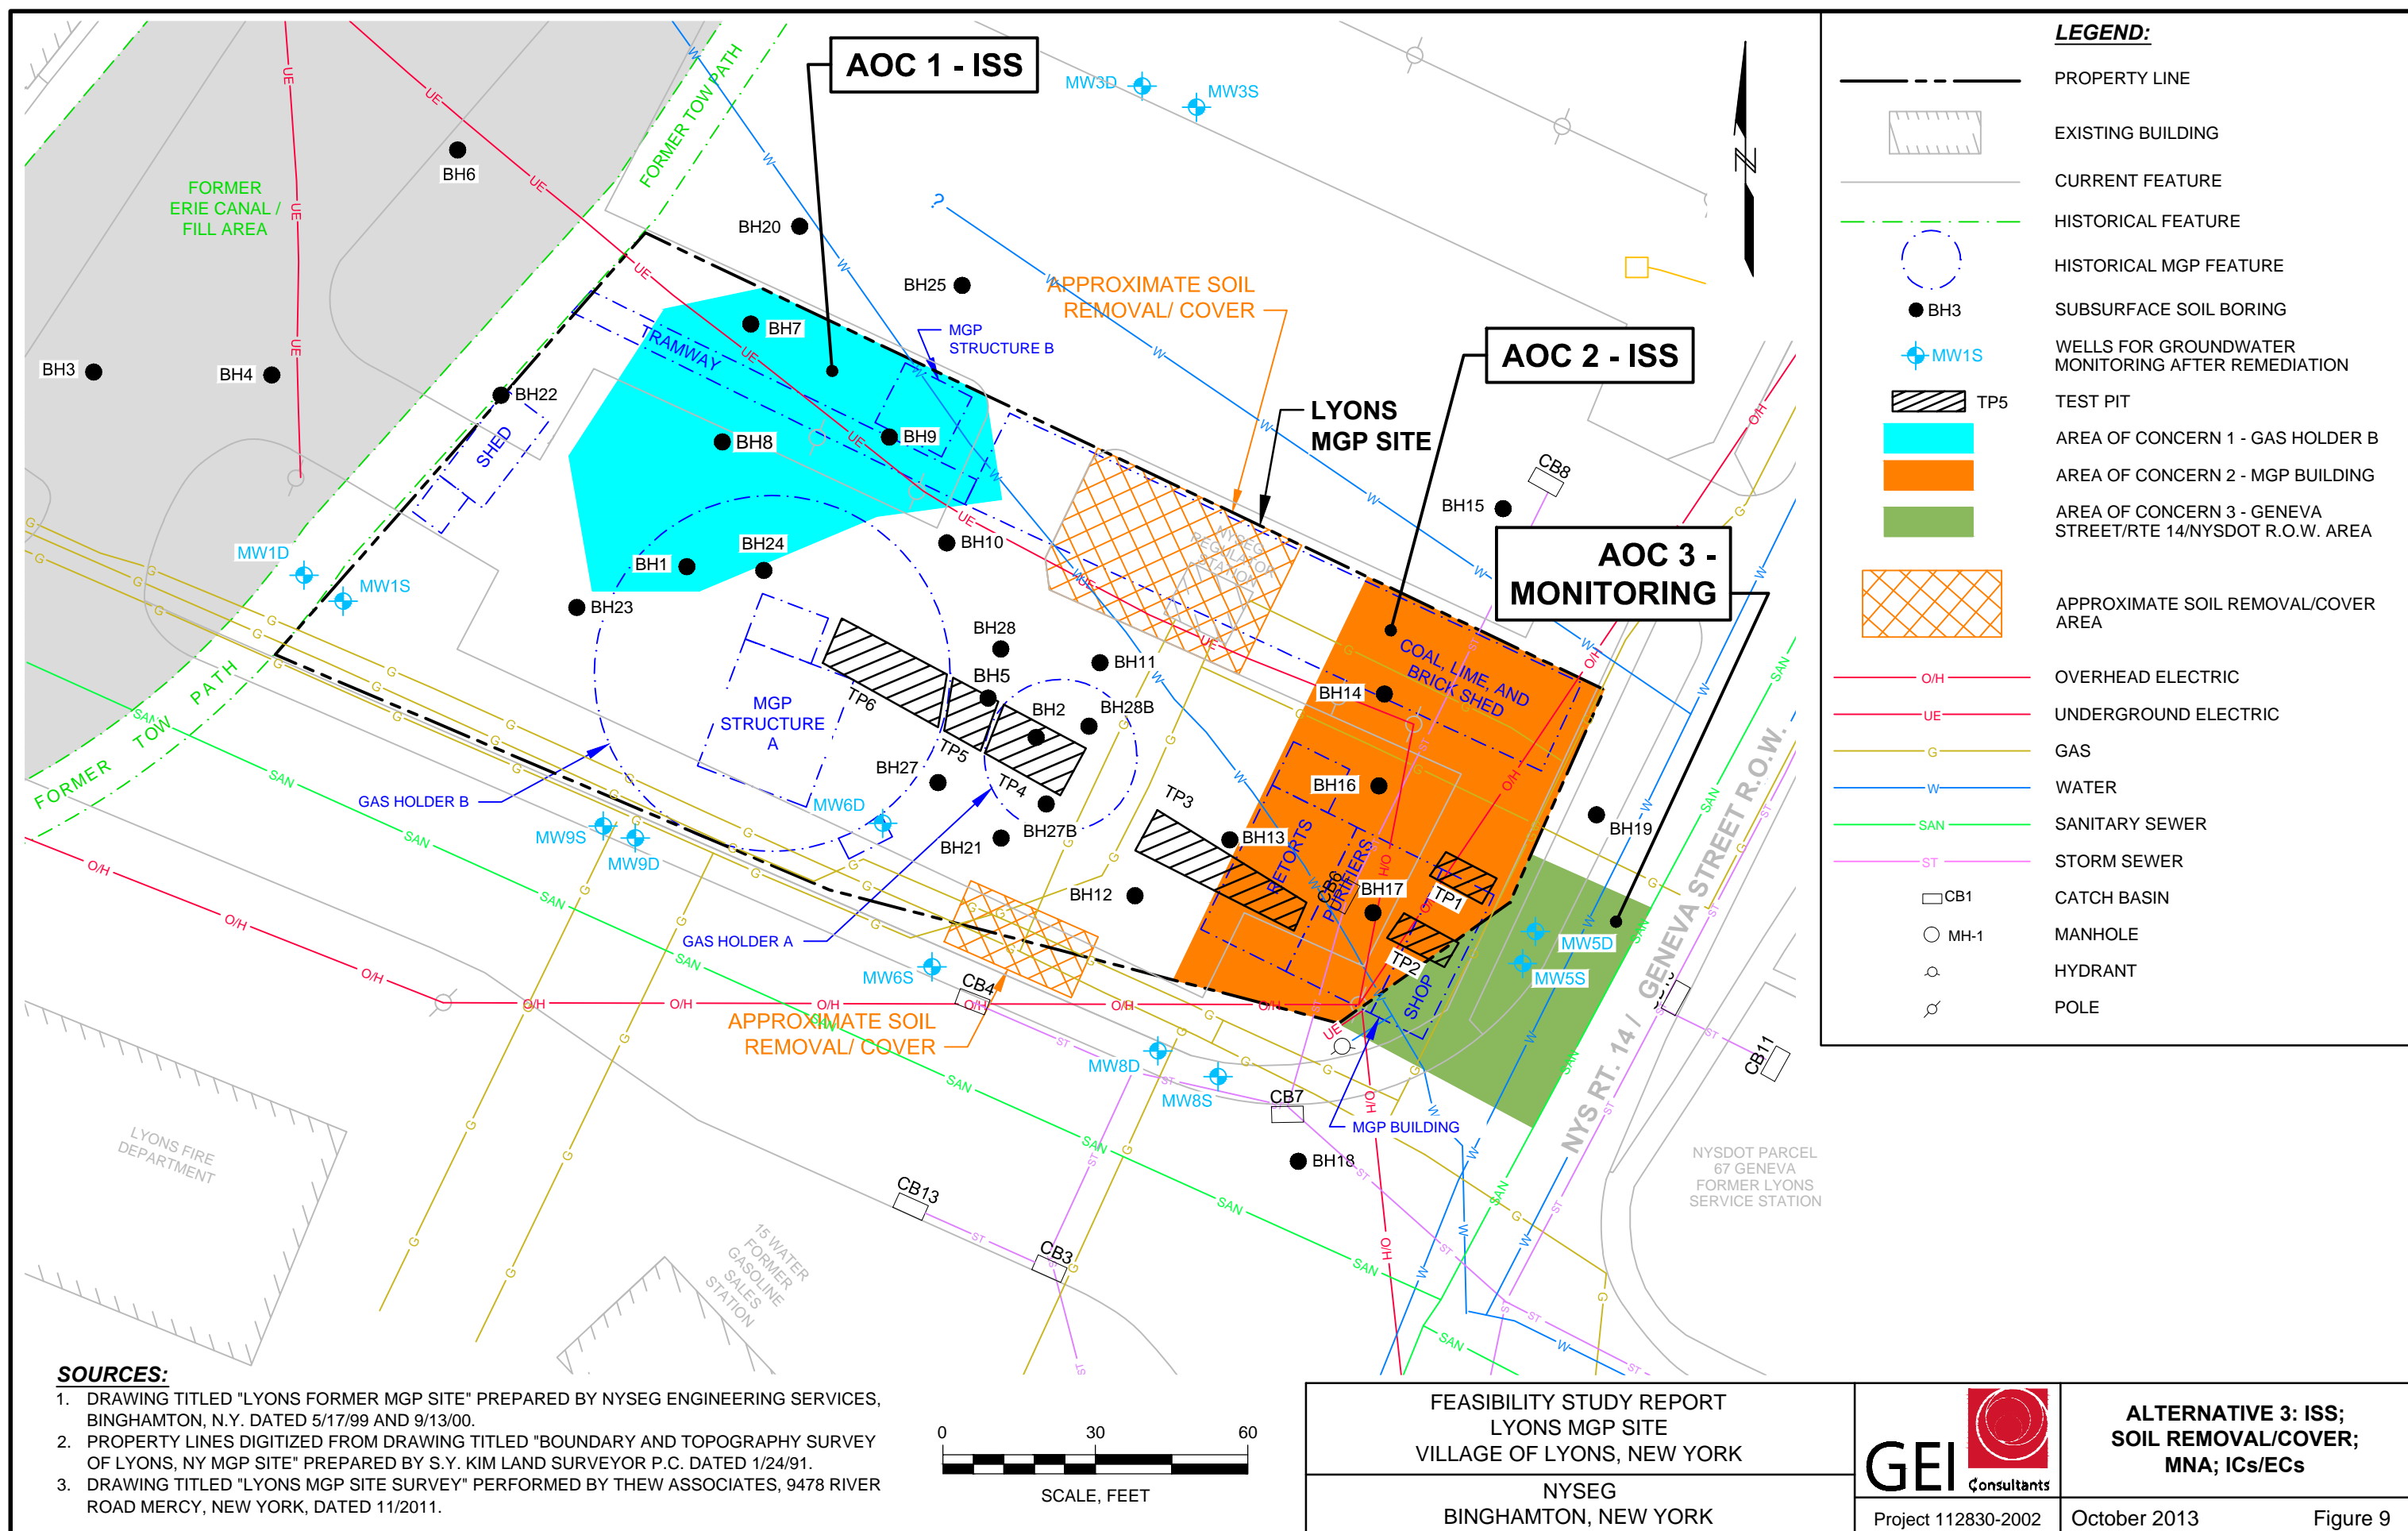 AOC 1 - ISS
FORMER TOW PATH
MW3D
MW3S
BH6
FORMER
ERIE CANAL /
FILL AREA
BH20
?
BH25
APPROXIMATE SOIL
REMOVAL/ COVER
BH7
TRAMWAY
MGP
STRUCTURE B
AOC 2 - ISS
BH3
BH4
BH22
SHED
BH8
BH9
LYONS
MGP SITE
CB8
BH15
NYSEG
REGULATOR
STATION
AOC 3 -
MONITORING
MW1D
MW1S
BH1
BH24
BH10
BH23
BH28
BH5
BH11
COAL, LIME, AND
BRICK SHED
BH14
TP6
MGP
STRUCTURE
A
BH2
BH28B
TP5
TP4
BH27
BH16
FORMER TOW PATH
GAS HOLDER B
MW6D
TP3
BH27B
BH21
BH13
BH19
MW9S
MW9D
RETORTS
PURIFIERS
CB6
BH17
TP1
TP2
SHOP
BH12
GAS HOLDER A
MW6S
CB4
MW5D
MW5S
APPROXIMATE SOIL
REMOVAL/ COVER
MW8D
MW8S
CB7
MGP BUILDING
BH18
NYS RT. 14 / GENEVA STREET R.O.W.
CB11
LYONS FIRE
DEPARTMENT
CB13
CB3
15 WATER
FORMER
GASOLINE
SALES
STATION
NYSDOT PARCEL
67 GENEVA
FORMER LYONS
SERVICE STATION
UE
O/H
G
W
SAN
ST
N
LEGEND:
PROPERTY LINE
EXISTING BUILDING
CURRENT FEATURE
HISTORICAL FEATURE
HISTORICAL MGP FEATURE
BH3 SUBSURFACE SOIL BORING
MW1S WELLS FOR GROUNDWATER
MONITORING AFTER REMEDIATION
TP5 TEST PIT
AREA OF CONCERN 1 - GAS HOLDER B
AREA OF CONCERN 2 - MGP BUILDING
AREA OF CONCERN 3 - GENEVA
STREET/RTE 14/NYSDOT R.O.W. AREA
APPROXIMATE SOIL REMOVAL/COVER
AREA
O/H OVERHEAD ELECTRIC
UE UNDERGROUND ELECTRIC
G GAS
W WATER
SAN SANITARY SEWER
ST STORM SEWER
CB1 CATCH BASIN
MH-1 MANHOLE
HYDRANT
POLE
SOURCES:
1. DRAWING TITLED "LYONS FORMER MGP SITE" PREPARED BY NYSEG ENGINEERING SERVICES,
BINGHAMTON, N.Y. DATED 5/17/99 AND 9/13/00.
2. PROPERTY LINES DIGITIZED FROM DRAWING TITLED "BOUNDARY AND TOPOGRAPHY SURVEY
OF LYONS, NY MGP SITE" PREPARED BY S.Y. KIM LAND SURVEYOR P.C. DATED 1/24/91.
3. DRAWING TITLED "LYONS MGP SITE SURVEY" PERFORMED BY THEW ASSOCIATES, 9478 RIVER
ROAD MERCY, NEW YORK, DATED 11/2011.
0 30 60
SCALE, FEET
FEASIBILITY STUDY REPORT
LYONS MGP SITE
VILLAGE OF LYONS, NEW YORK
NYSEG
BINGHAMTON, NEW YORK
GEI Consultants
Project 112830-2002
ALTERNATIVE 3: ISS;
SOIL REMOVAL/COVER;
MNA; ICs/ECs
October 2013 Figure 9